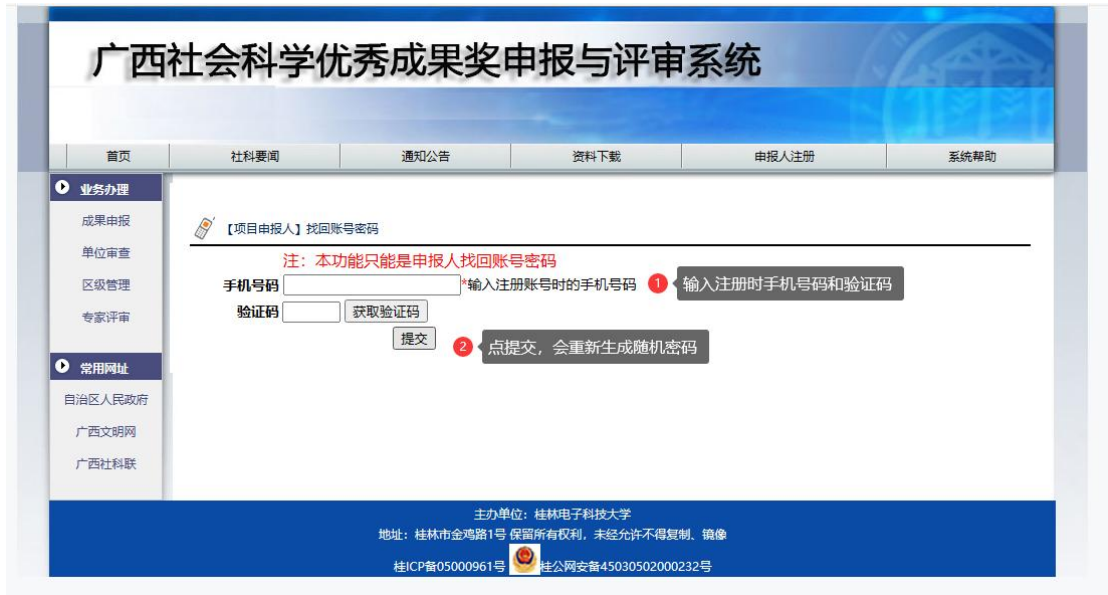 广西社会科学优秀成果奖申报与评审系统
首页 社科要闻 通知公告 资料下载 申报人注册 系统帮助
业务办理
成果申报
单位审查
区级管理
专家评审
常用网址
自治区人民政府
广西文明网
广西社科联
【项目申报人】找回账号密码
注：本功能只能是申报人找回账号密码
手机号码 *输入注册账号时的手机号码 1 输入注册时手机号码和验证码
验证码 获取验证码
提交 2 点提交，会重新生成随机密码
主办单位：桂林电子科技大学
地址：桂林市金鸡路1号 保留所有权利，未经允许不得复制、镜像
桂ICP备05000961号 桂公网安备45030502000232号